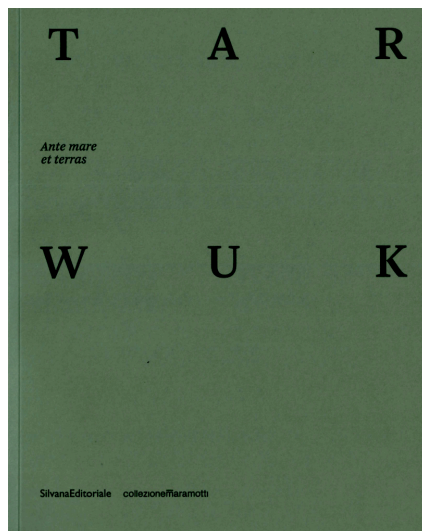 T A R
Ante mare
et terras
W U K
SilvanaEditoriale collezionemaramotti